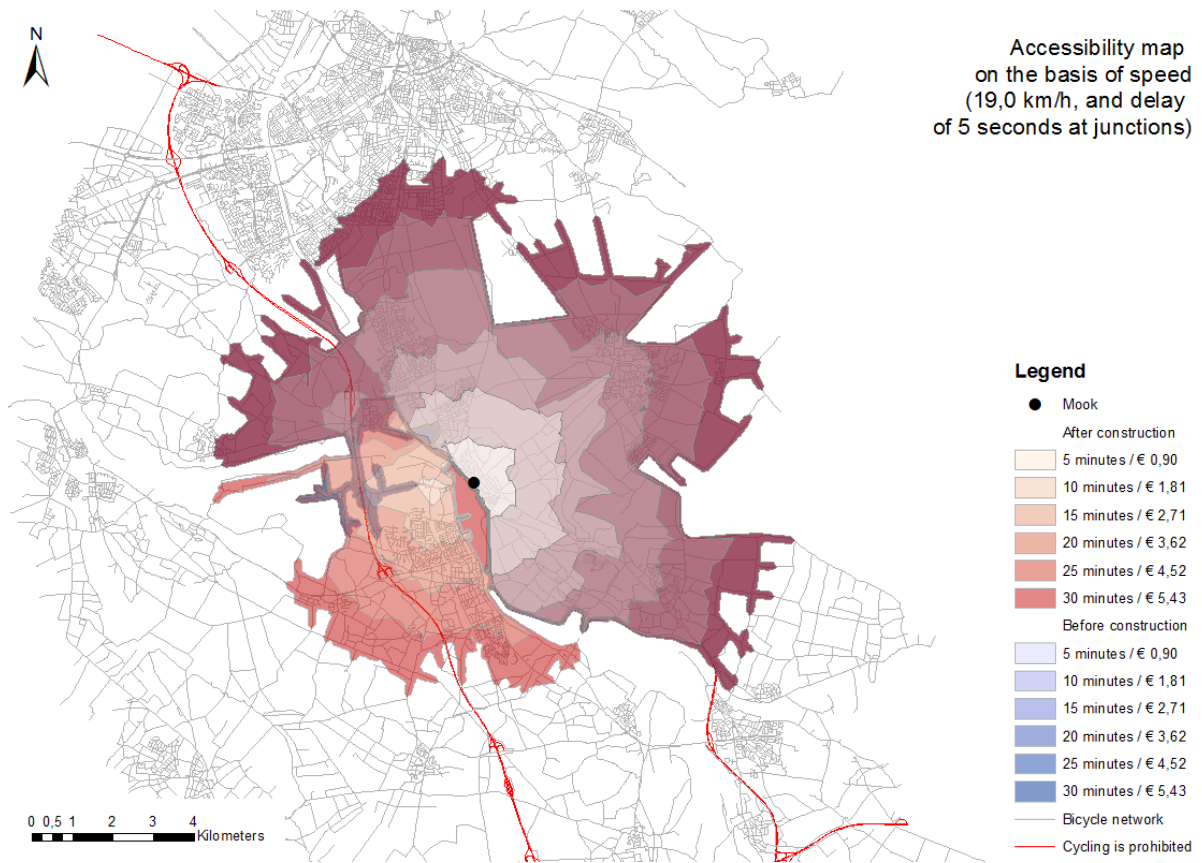 N
Accessibility map
on the basis of speed
(19,0 km/h, and delay
of 5 seconds at junctions)
Legend
Mook
After construction
5 minutes / € 0,90
10 minutes / € 1,81
15 minutes / € 2,71
20 minutes / € 3,62
25 minutes / € 4,52
30 minutes / € 5,43
Before construction
5 minutes / € 0,90
10 minutes / € 1,81
15 minutes / € 2,71
20 minutes / € 3,62
25 minutes / € 4,52
30 minutes / € 5,43
Bicycle network
Cycling is prohibited
0 0,5 1 2 3 4
Kilometers